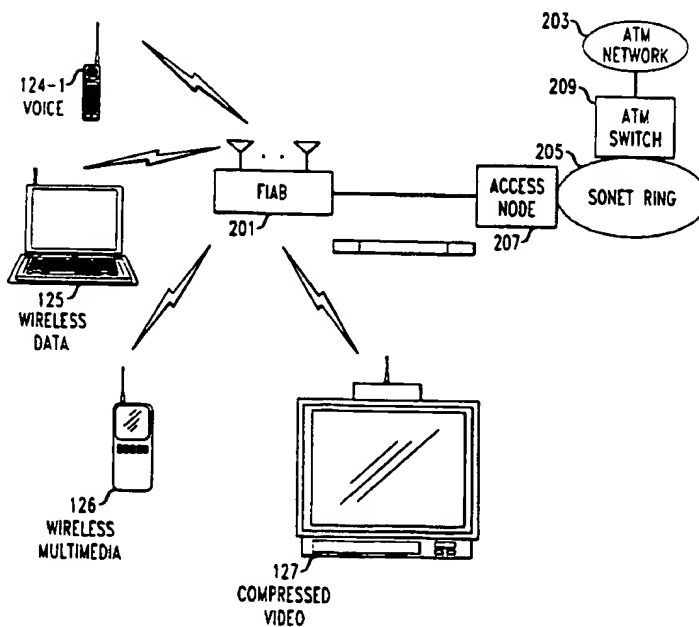 203
ATM
NETWORK
209
ATM
SWITCH
205
SONET RING
ACCESS
NODE
207
FIAB
201
124-1
VOICE
125
WIRELESS
DATA
126
WIRELESS
MULTIMEDIA
127
COMPRESSED
VIDEO